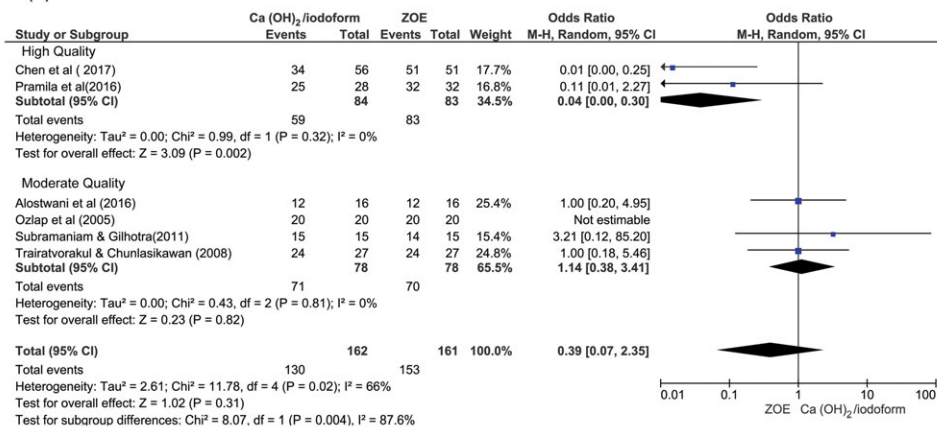 Ca (OH)₂/iodoform ZOE Odds Ratio Odds Ratio
Study or Subgroup Events Total Events Total Weight M-H, Random, 95% CI M-H, Random, 95% CI
High Quality
Chen et al ( 2017) 34 56 51 51 17.7% 0.01 [0.00, 0.25]
Pramila et al(2016) 25 28 32 32 16.8% 0.11 [0.01, 2.27]
Subtotal (95% CI) 84 83 34.5% 0.04 [0.00, 0.30]
Total events 59 83
Heterogeneity: Tau² = 0.00; Chi² = 0.99, df = 1 (P = 0.32); I² = 0%
Test for overall effect: Z = 3.09 (P = 0.002)
Moderate Quality
Alostwani et al (2016) 12 16 12 16 25.4% 1.00 [0.20, 4.95]
Ozlap et al (2005) 20 20 20 20 Not estimable
Subramaniam & Gilhotra(2011) 15 15 14 15 15.4% 3.21 [0.12, 85.20]
Trairatvorakul & Chunlasikawan (2008) 24 27 24 27 24.8% 1.00 [0.18, 5.46]
Subtotal (95% CI) 78 78 65.5% 1.14 [0.38, 3.41]
Total events 71 70
Heterogeneity: Tau² = 0.00; Chi² = 0.43, df = 2 (P = 0.81); I² = 0%
Test for overall effect: Z = 0.23 (P = 0.82)
Total (95% CI) 162 161 100.0% 0.39 [0.07, 2.35]
Total events 130 153
Heterogeneity: Tau² = 2.61; Chi² = 11.78, df = 4 (P = 0.02); I² = 66%
Test for overall effect: Z = 1.02 (P = 0.31)
Test for subgroup differences: Chi² = 8.07, df = 1 (P = 0.004), I² = 87.6%
0.01 0.1 1 10 100
ZOE Ca (OH)₂/iodoform